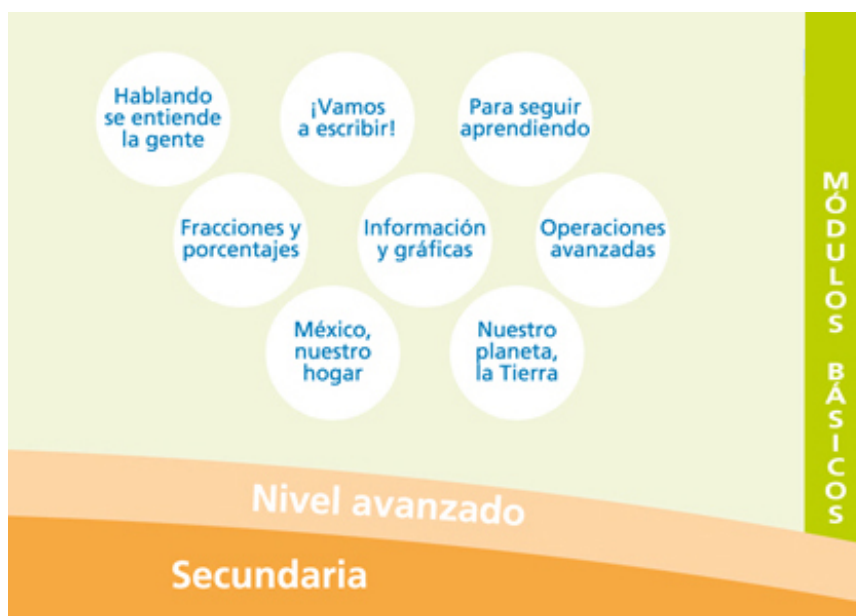 Hablando
se entiende
la gente
¡Vamos
a escribir!
Para seguir
aprendiendo
Fracciones y
porcentajes
Información
y gráficas
Operaciones
avanzadas
México,
nuestro
hogar
Nuestro
planeta,
la Tierra
MÓDULOS BÁSICOS
Nivel avanzado
Secundaria